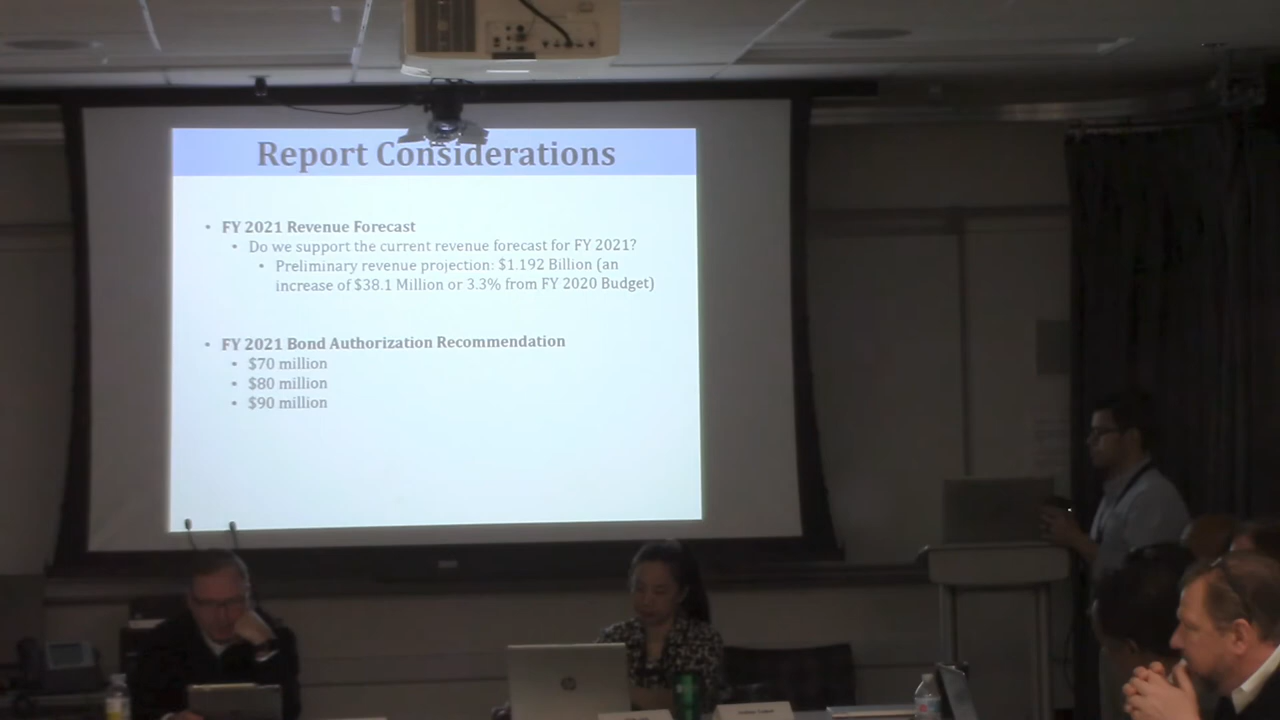 Report Considerations
• FY 2021 Revenue Forecast
• Do we support the current revenue forecast for FY 2021?
• Preliminary revenue projection: $1.192 Billion (an
increase of $38.1 Million or 3.3% from FY 2020 Budget)
• FY 2021 Bond Authorization Recommendation
• $70 million
• $80 million
• $90 million
hp